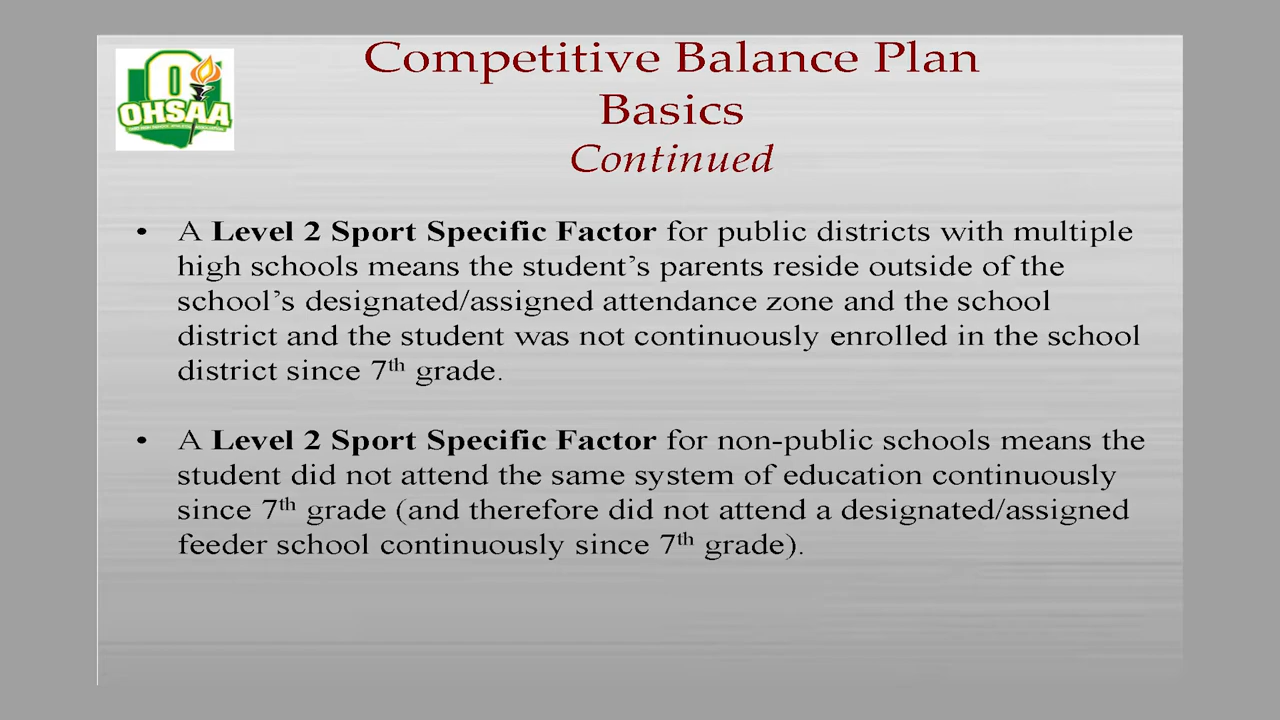 OHSAA
Competitive Balance Plan
Basics
Continued
• A Level 2 Sport Specific Factor for public districts with multiple
high schools means the student’s parents reside outside of the
school’s designated/assigned attendance zone and the school
district and the student was not continuously enrolled in the school
district since 7th grade.
• A Level 2 Sport Specific Factor for non-public schools means the
student did not attend the same system of education continuously
since 7th grade (and therefore did not attend a designated/assigned
feeder school continuously since 7th grade).